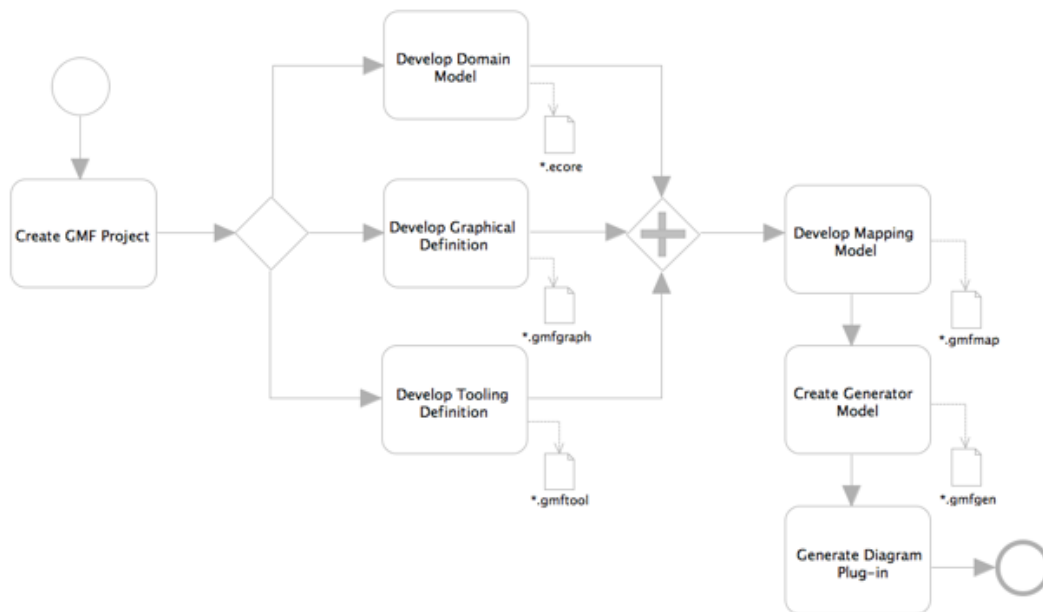 Develop Domain
Model
*.ecore
Create GMF Project
Develop Graphical
Definition
*.gmfgraph
Develop Mapping
Model
*.gmfmap
Develop Tooling
Definition
*.gmftool
Create Generator
Model
*.gmfgen
Generate Diagram
Plug-in